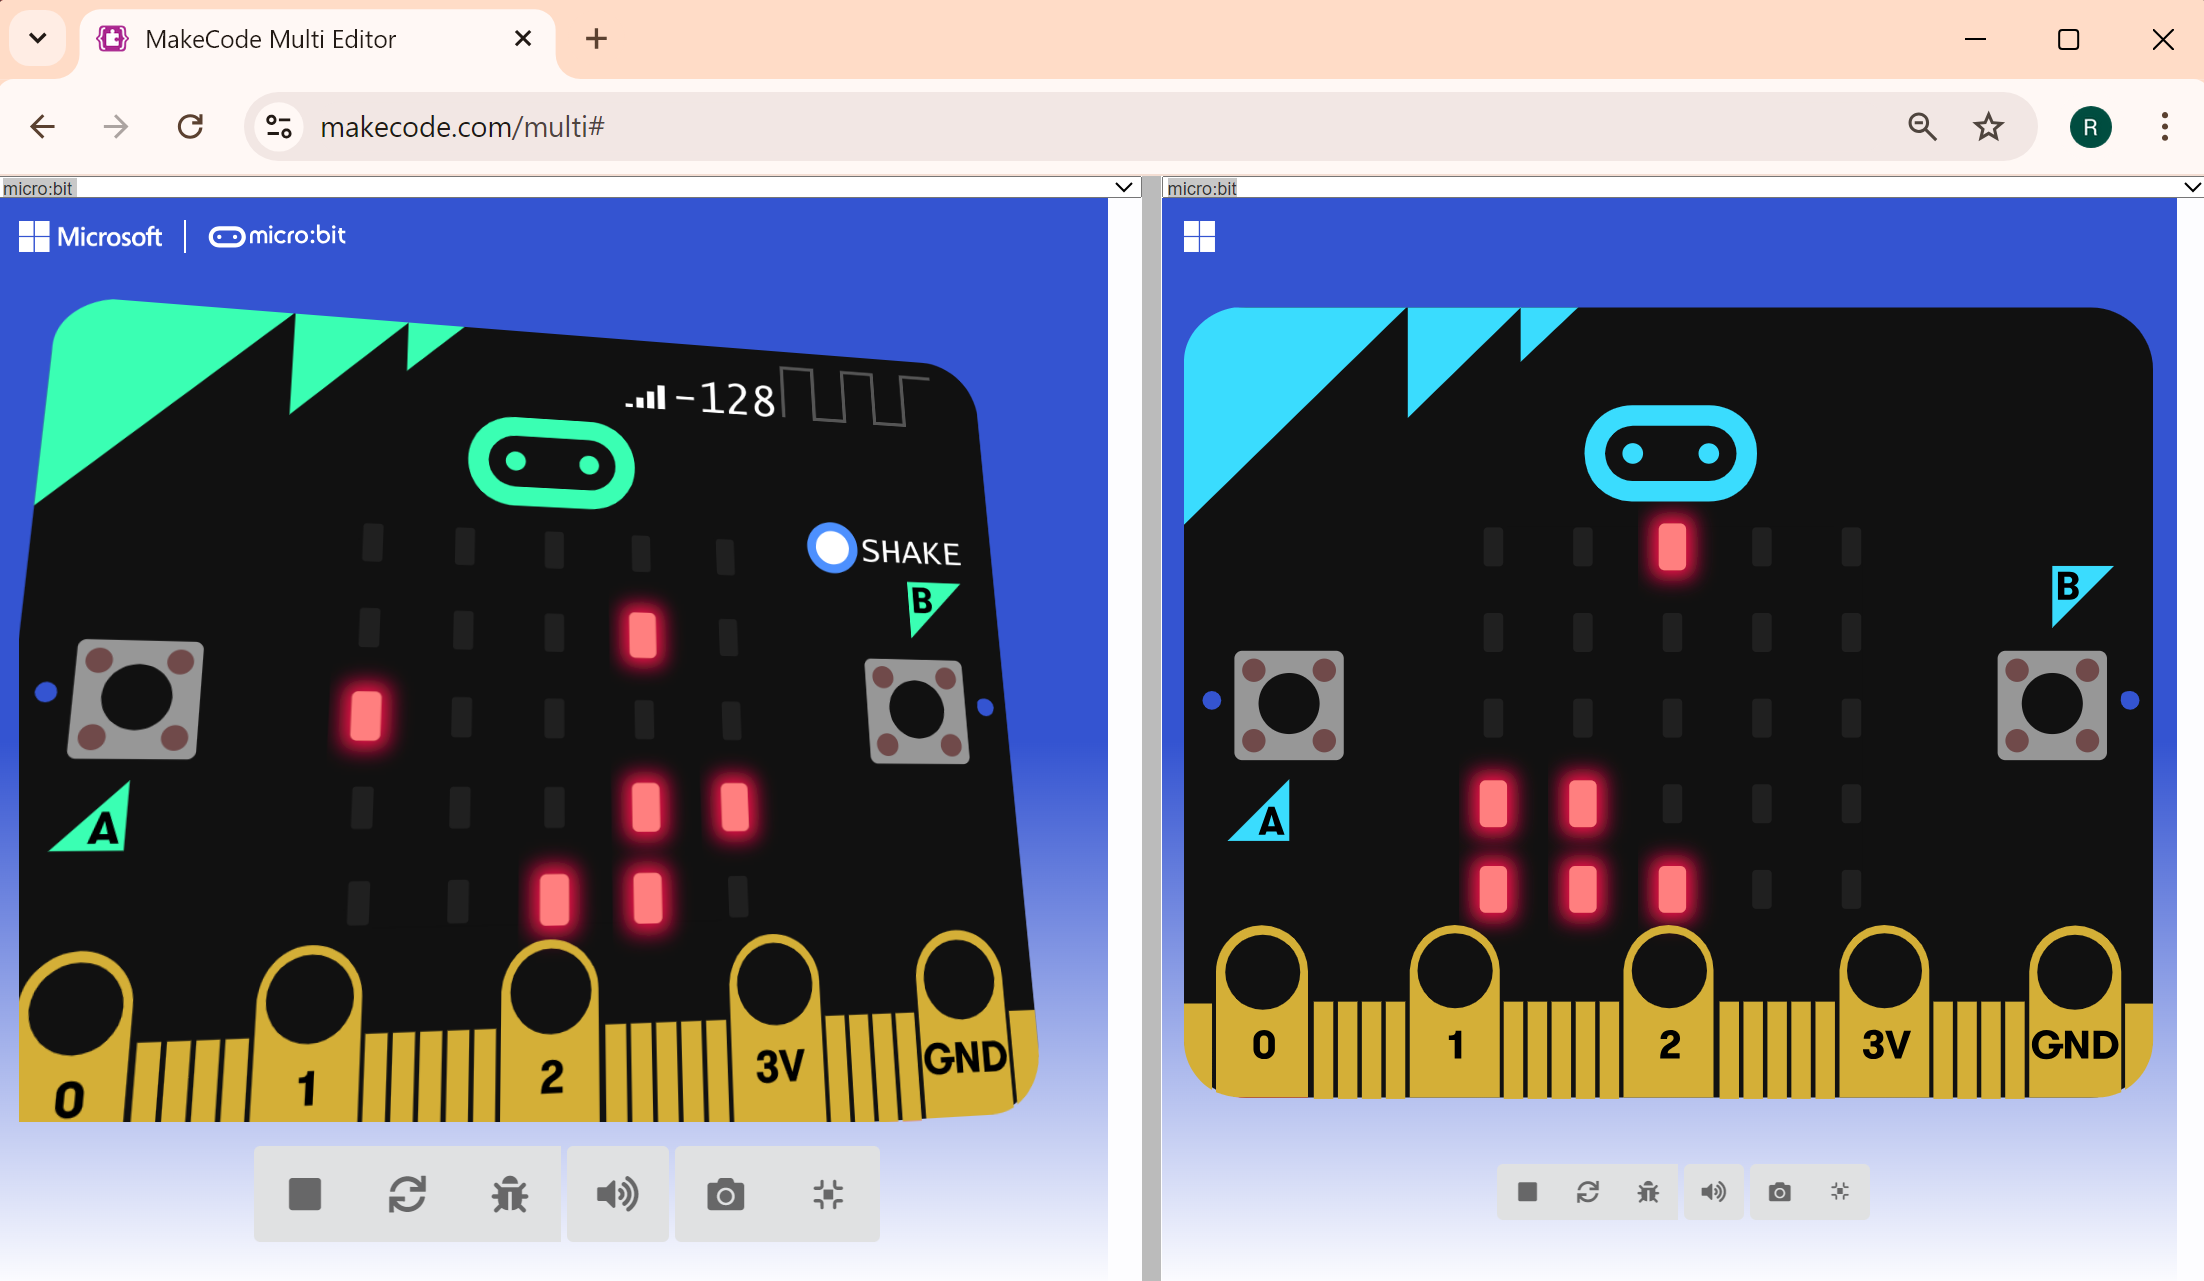 MakeCode Multi Editor
makecode.com/multi#
R
micro:bit
Microsoft | micro:bit
-128
SHAKE
B
A
0 1 2 3V GND
micro:bit
B
A
0 1 2 3V GND